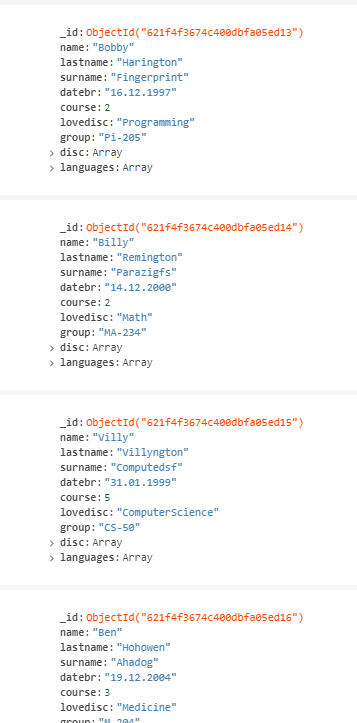 _id: ObjectId("621f4f3674c400dbfa05ed13")
name: "Bobby"
lastname: "Harington"
surname: "Fingerprint"
datebr: "16.12.1997"
course: 2
lovedisc: "Programming"
group: "Pi-205"
> disc: Array
> languages: Array
_id: ObjectId("621f4f3674c400dbfa05ed14")
name: "Billy"
lastname: "Remington"
surname: "Parazigfs"
datebr: "14.12.2000"
course: 2
lovedisc: "Math"
group: "MA-234"
> disc: Array
> languages: Array
_id: ObjectId("621f4f3674c400dbfa05ed15")
name: "Villy"
lastname: "Villyngton"
surname: "Computedsf"
datebr: "31.01.1999"
course: 5
lovedisc: "ComputerScience"
group: "CS-50"
> disc: Array
> languages: Array
_id: ObjectId("621f4f3674c400dbfa05ed16")
name: "Ben"
lastname: "Hohowen"
surname: "Ahadog"
datebr: "19.12.2004"
course: 3
lovedisc: "Medicine"
group: "M-204"